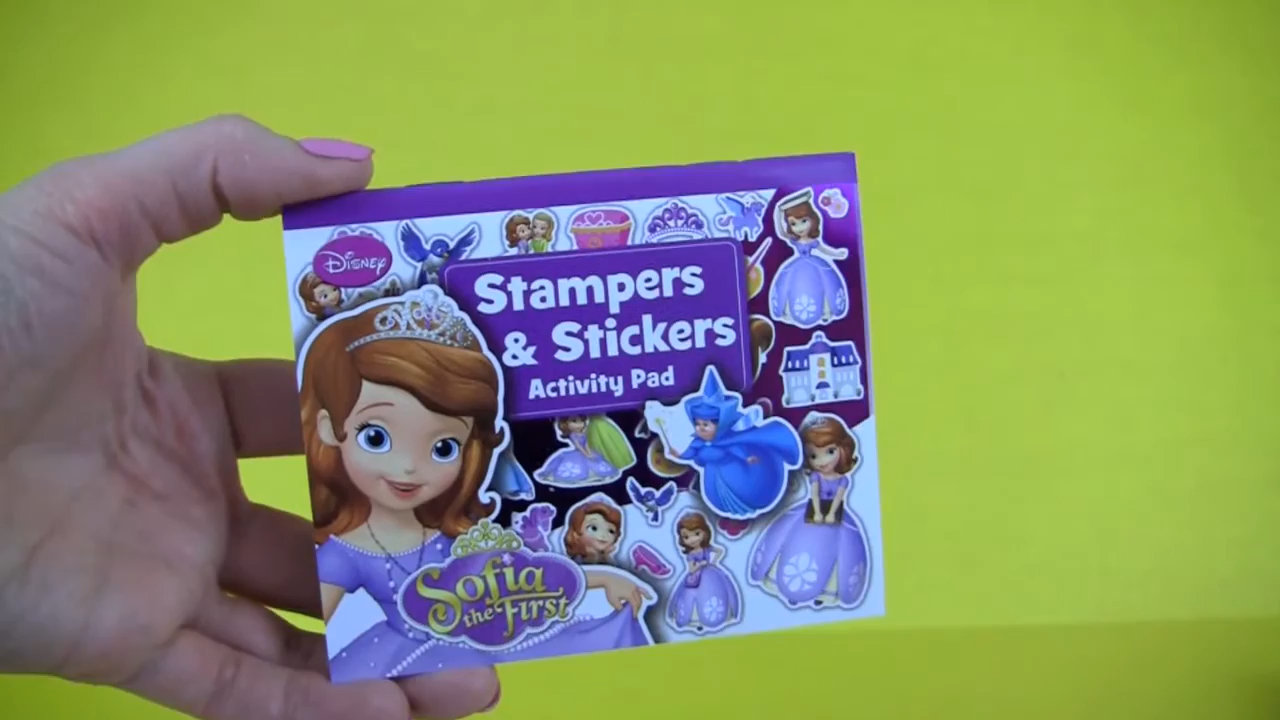 Disney
Stampers
& Stickers
Activity Pad
Sofia
the First